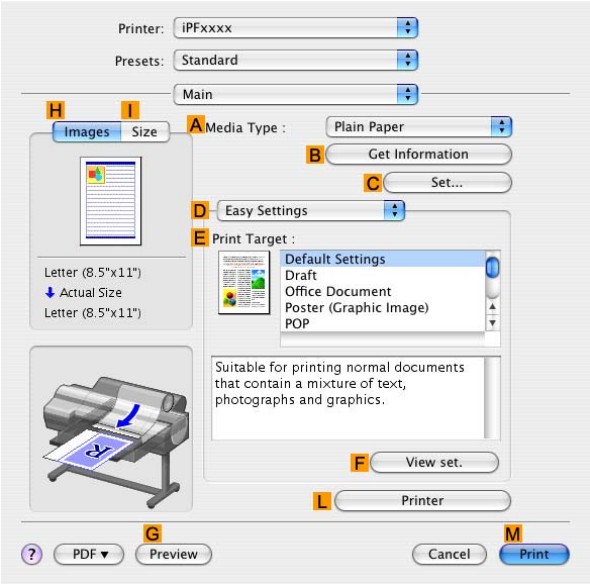 Printer: iPFxxxx
Presets: Standard
Main
H I
Images Size
A Media Type : Plain Paper
B Get Information
C Set...
D Easy Settings
E Print Target :
Default Settings
Draft
Office Document
Poster (Graphic Image)
POP
Letter (8.5"x11")
Actual Size
Letter (8.5"x11")
Suitable for printing normal documents
that contain a mixture of text,
photographs and graphics.
R
F View set.
L Printer
G M
? PDF▼ Preview Cancel Print